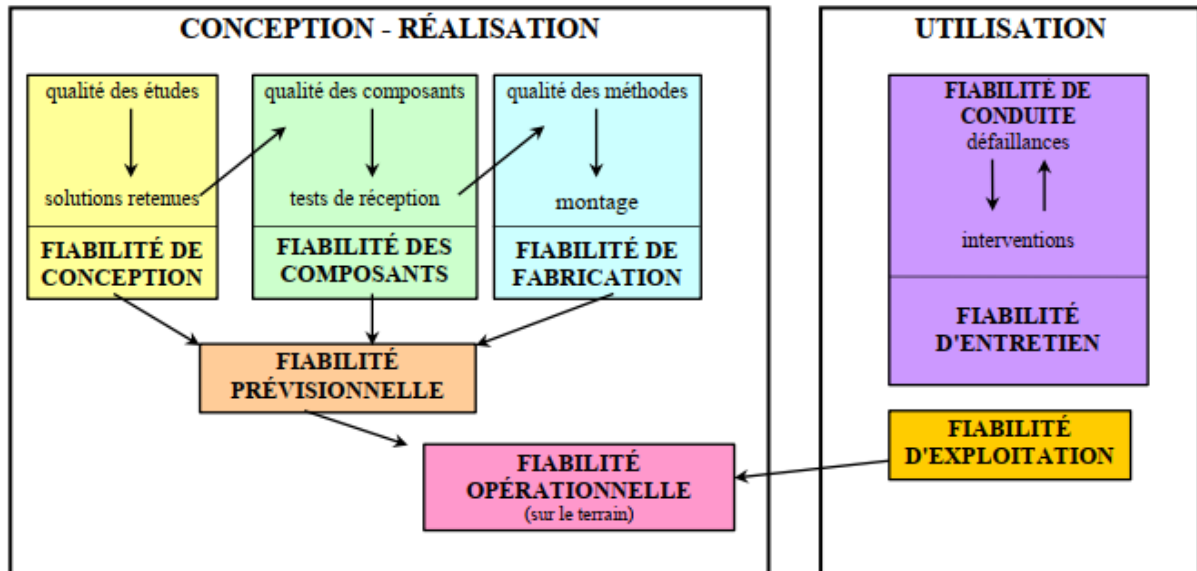 CONCEPTION - RÉALISATION
qualité des études
solutions retenues
FIABILITÉ DE
CONCEPTION
qualité des composants
tests de réception
FIABILITÉ DES
COMPOSANTS
qualité des méthodes
montage
FIABILITÉ DE
FABRICATION
FIABILITÉ
PRÉVISIONNELLE
FIABILITÉ
OPÉRATIONNELLE
(sur le terrain)
UTILISATION
FIABILITÉ DE
CONDUITE
défaillances
interventions
FIABILITÉ
D'ENTRETIEN
FIABILITÉ
D'EXPLOITATION